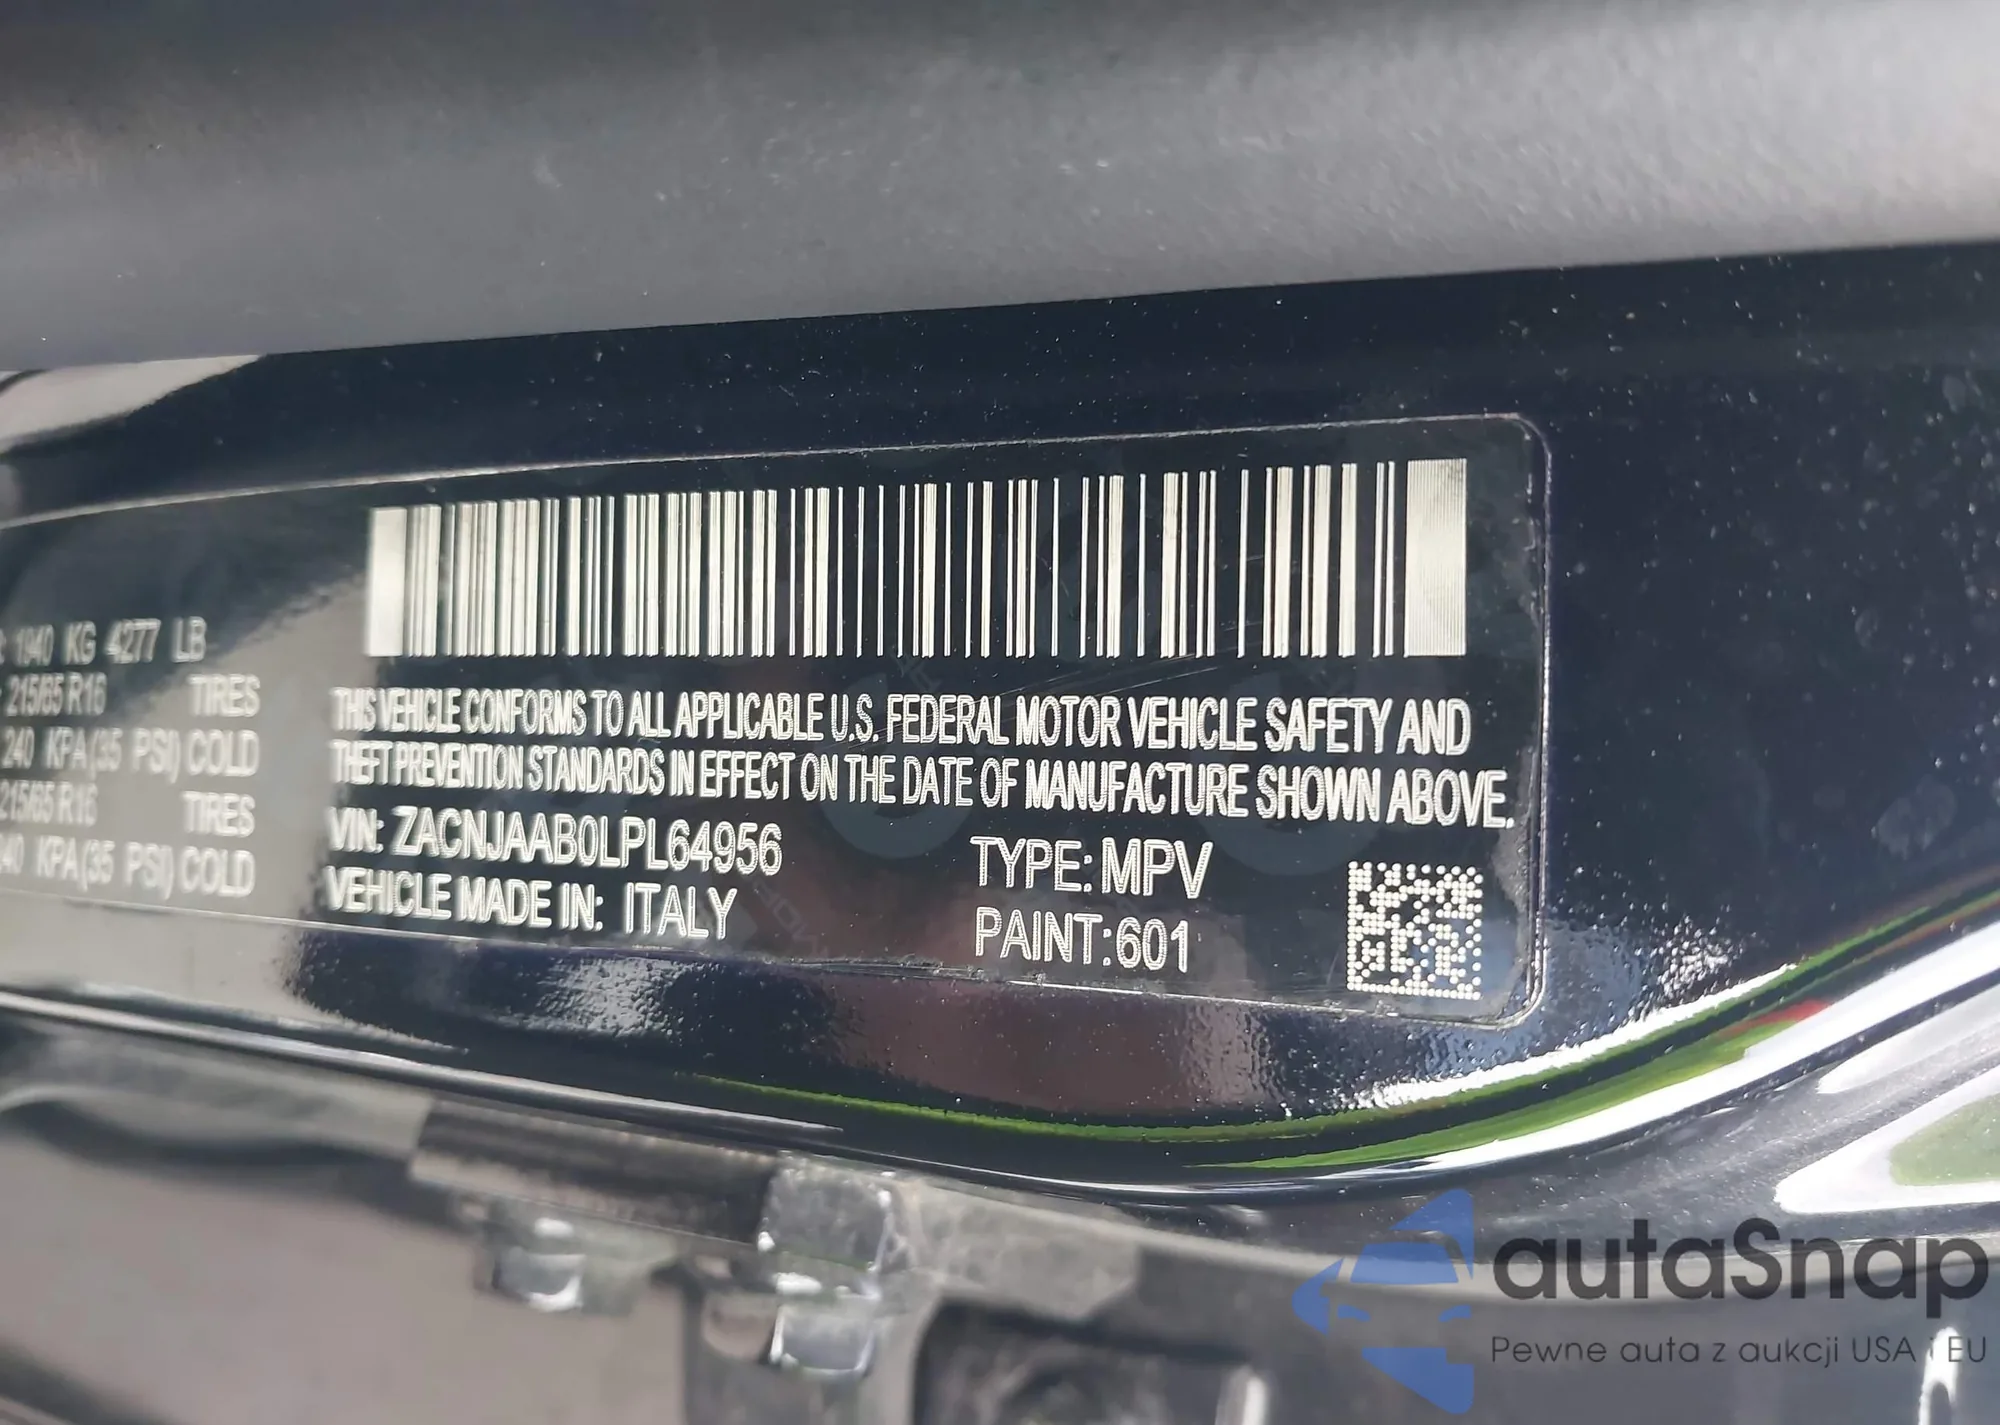 : 1940 KG 4277 LB
: 215/65 R16 TIRES
240 KPA(35 PSI) COLD
215/65 R16 TIRES
240 KPA(35 PSI) COLD
THIS VEHICLE CONFORMS TO ALL APPLICABLE U.S. FEDERAL MOTOR VEHICLE SAFETY AND
THEFT PREVENTION STANDARDS IN EFFECT ON THE DATE OF MANUFACTURE SHOWN ABOVE.
VIN: ZACNJAAB0LPL64956 TYPE: MPV
VEHICLE MADE IN: ITALY PAINT:601
autaSnap
Pewne auta z aukcji USA i EU